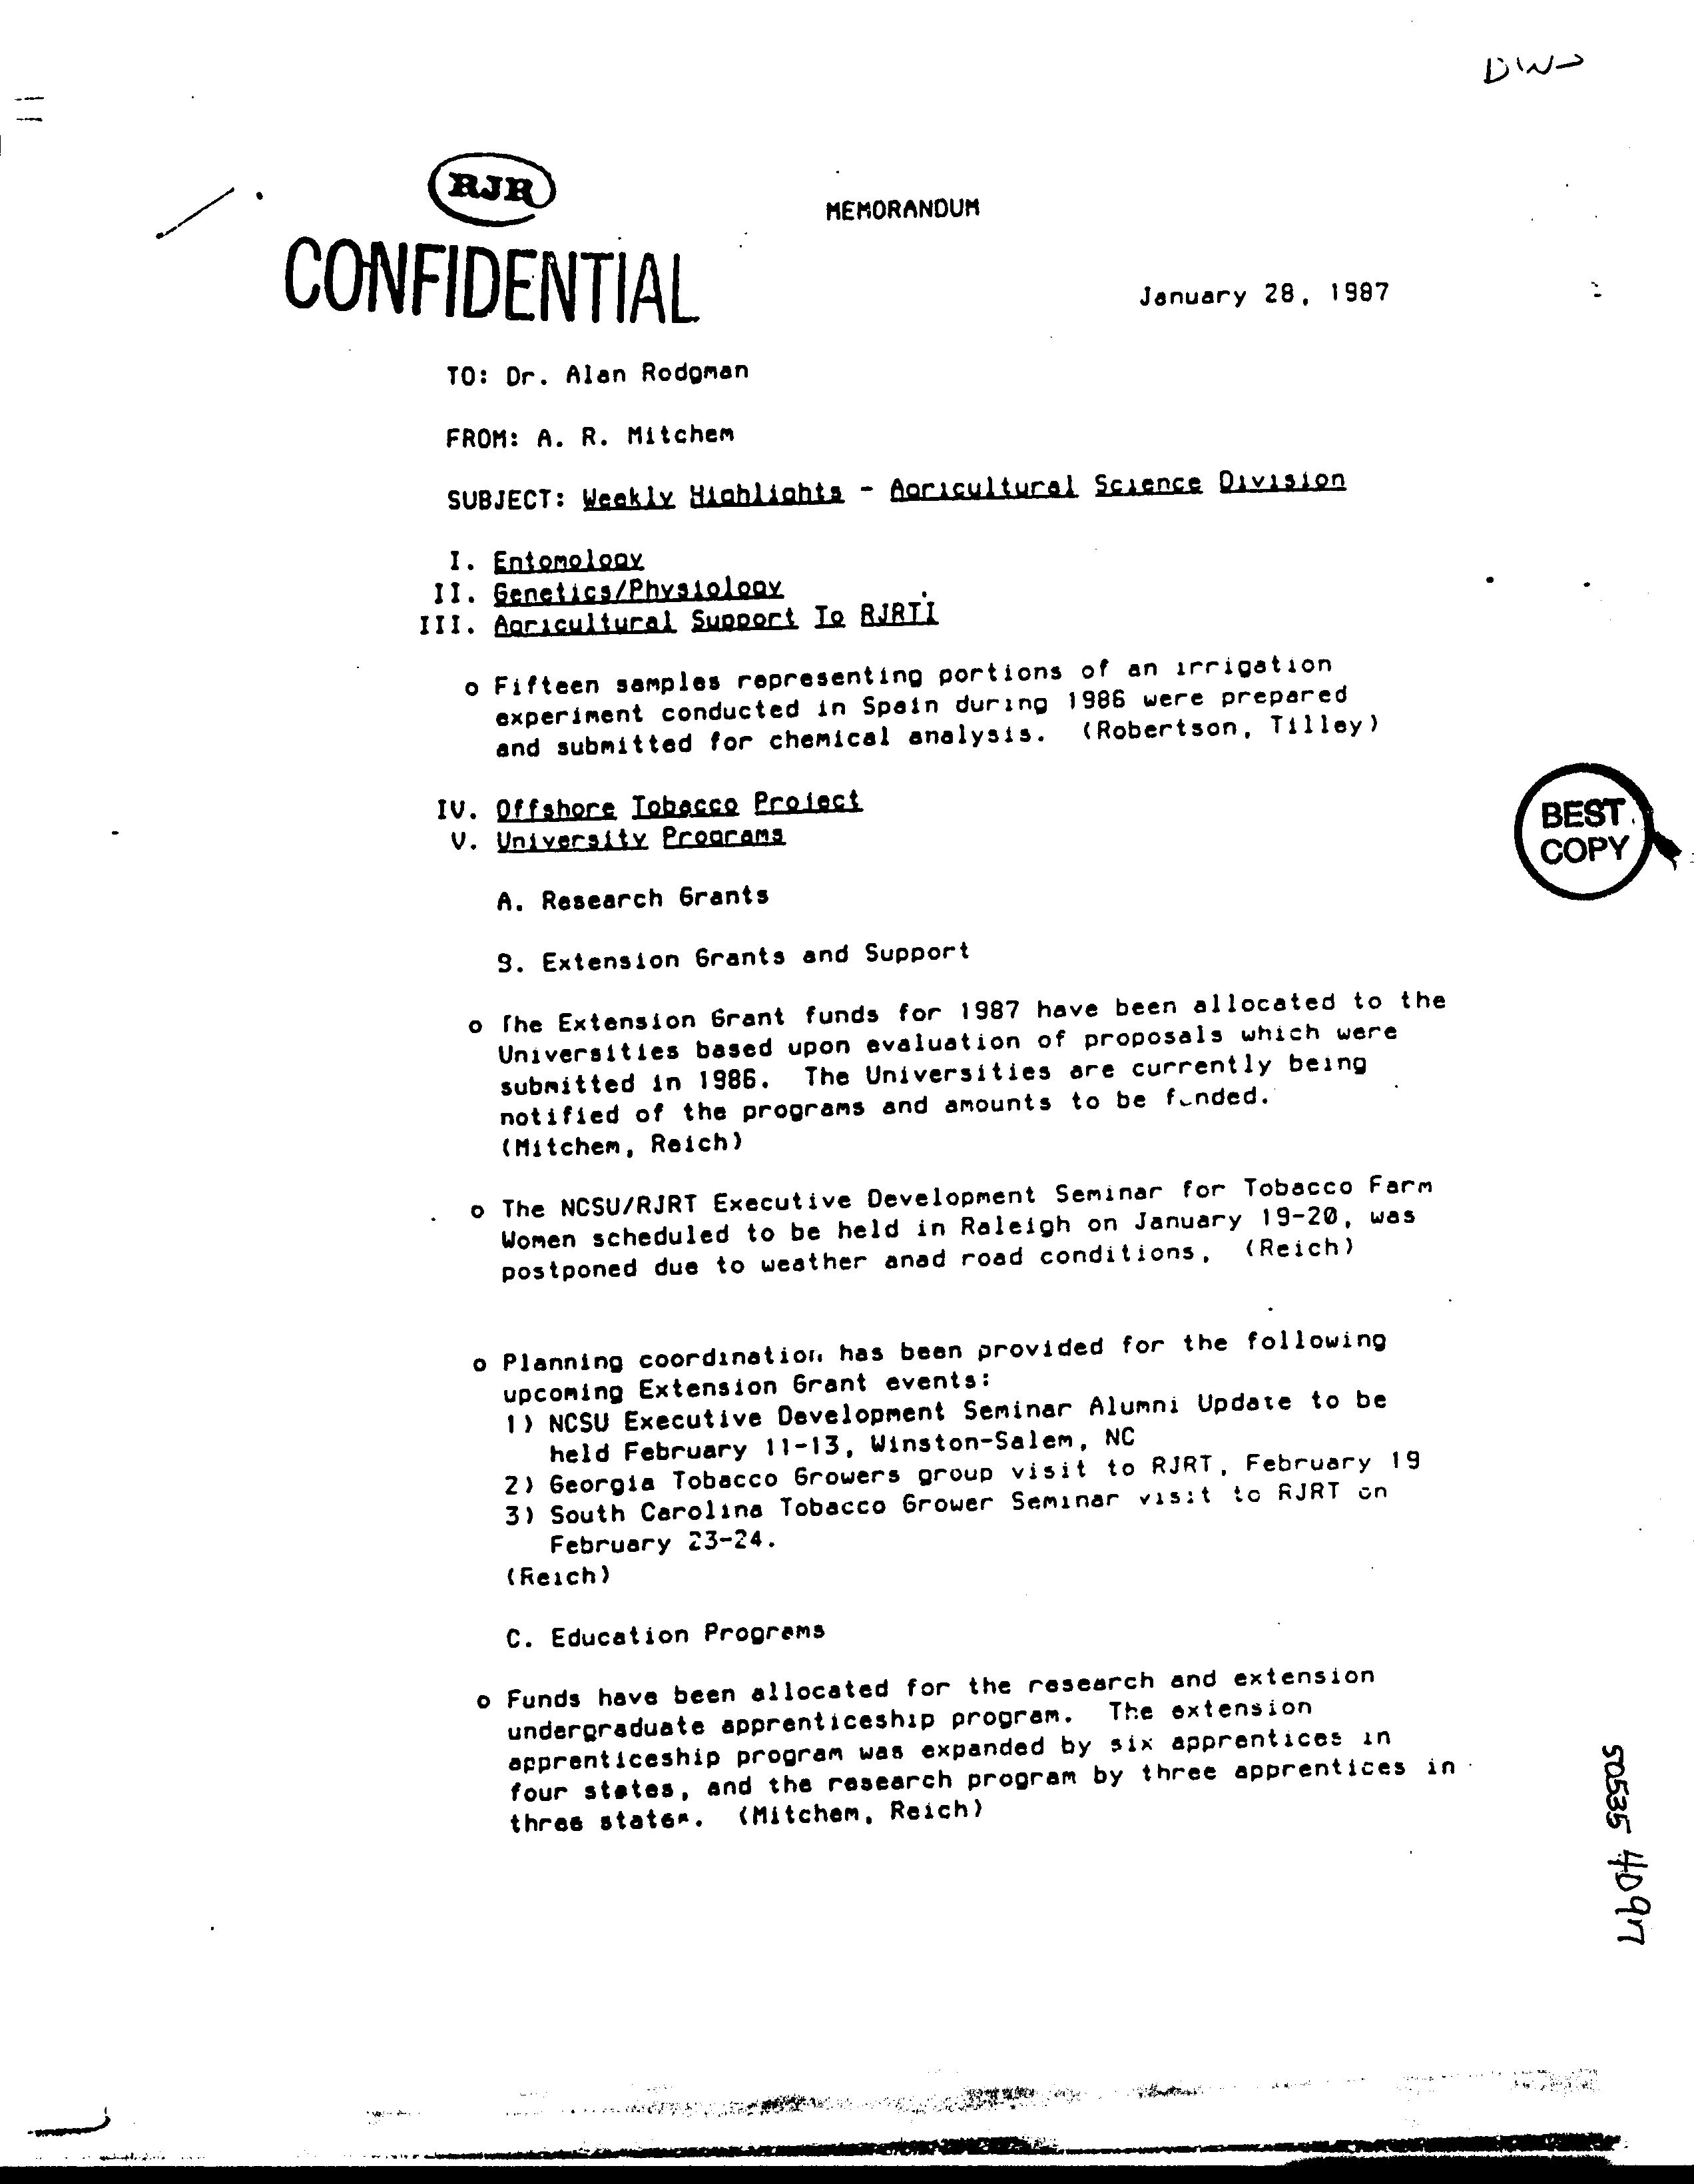 DW
RJR
MEMORANDUM
CONFIDENTIAL
January 28, 1987
TO: Dr. Alan Rodgman
FROM: A. R. Mitchem
SUBJECT: Weekly Highlights - Agricultural Science Division
I. Entomology
II. Genetics/Physiology
III. Agricultural Support To RJRTI
o Fifteen samples representing portions of an irrigation
experiment conducted in Spain during 1986 were prepared
and submitted for chemical analysis. (Robertson, Tilley)
IV. Offshore Tobacco Project
V. University Programs
BEST
COPY
A. Research Grants
B. Extension Grants and Support
o The Extension Grant funds for 1987 have been allocated to the
Universities based upon evaluation of proposals which were
submitted in 1986. The Universities are currently being
notified of the programs and amounts to be funded.
(Mitchem, Reich)
o The NCSU/RJRT Executive Development Seminar for Tobacco Farm
Women scheduled to be held in Raleigh on January 19-20, was
postponed due to weather anad road conditions, (Reich)
o Planning coordination has been provided for the following
upcoming Extension Grant events:
1) NCSU Executive Development Seminar Alumni Update to be
held February 11-13, Winston-Salem, NC
2) Georgia Tobacco Growers group visit to RJRT, February 19
3) South Carolina Tobacco Grower Seminar visit to RJRT on
February 23-24.
(Reich)
C. Education Programs
o Funds have been allocated for the research and extension
undergraduate apprenticeship program. The extension
apprenticeship program was expanded by six apprentices in
four states, and the research program by three apprentices in
three states. (Mitchem, Reich)
50535 4097